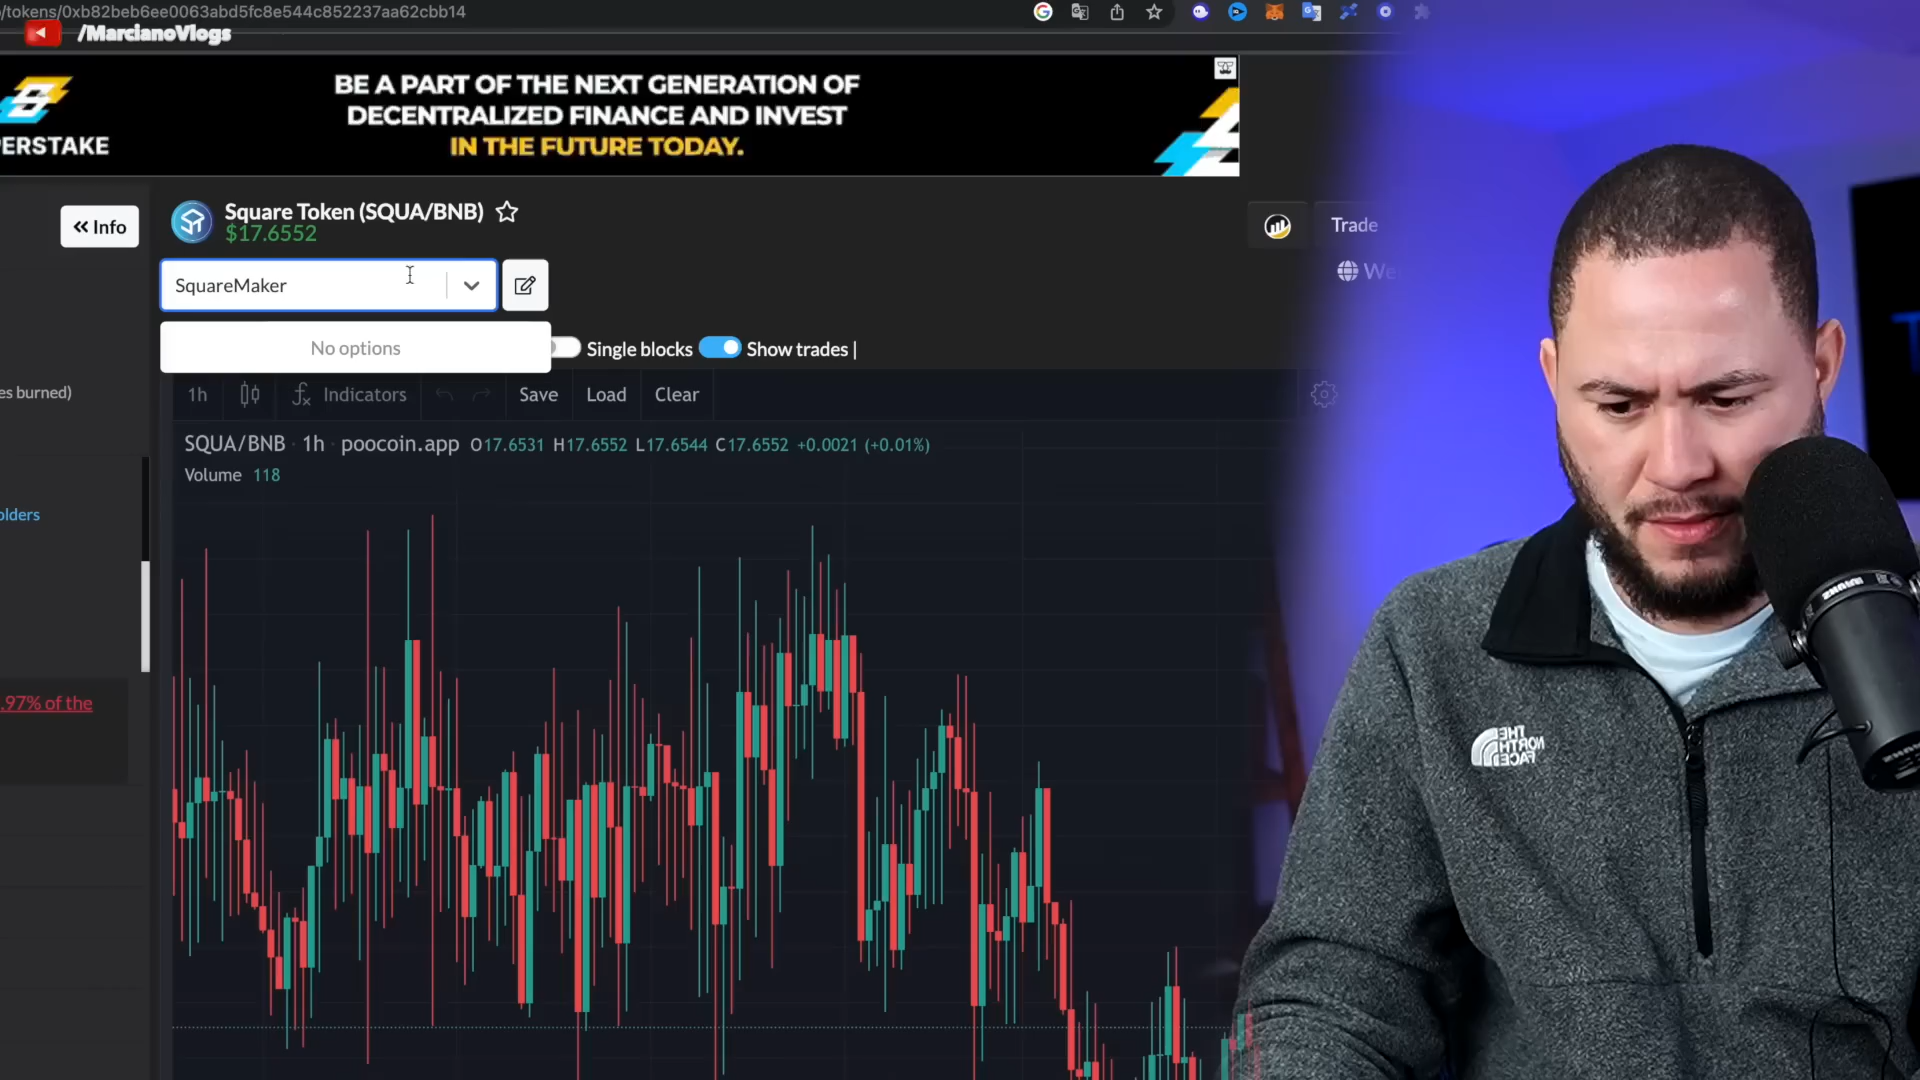 /tokens/0xb82beb6ee0063abd5fc8e544c852237aa62cbb14
/MarcianoVlogs
BE A PART OF THE NEXT GENERATION OF
DECENTRALIZED FINANCE AND INVEST
IN THE FUTURE TODAY.
ERSTAKE
Info
Square Token (SQUA/BNB)
$17.6552
Trade
We
SquareMaker
No options
Single blocks
Show trades |
es burned)
1h
Indicators
Save
Load
Clear
SQUA/BNB · 1h · poocoin.app O17.6531 H17.6552 L17.6544 C17.6552 +0.0021 (+0.01%)
Volume 118
olders
.97% of the
THE
NORTH
FACE